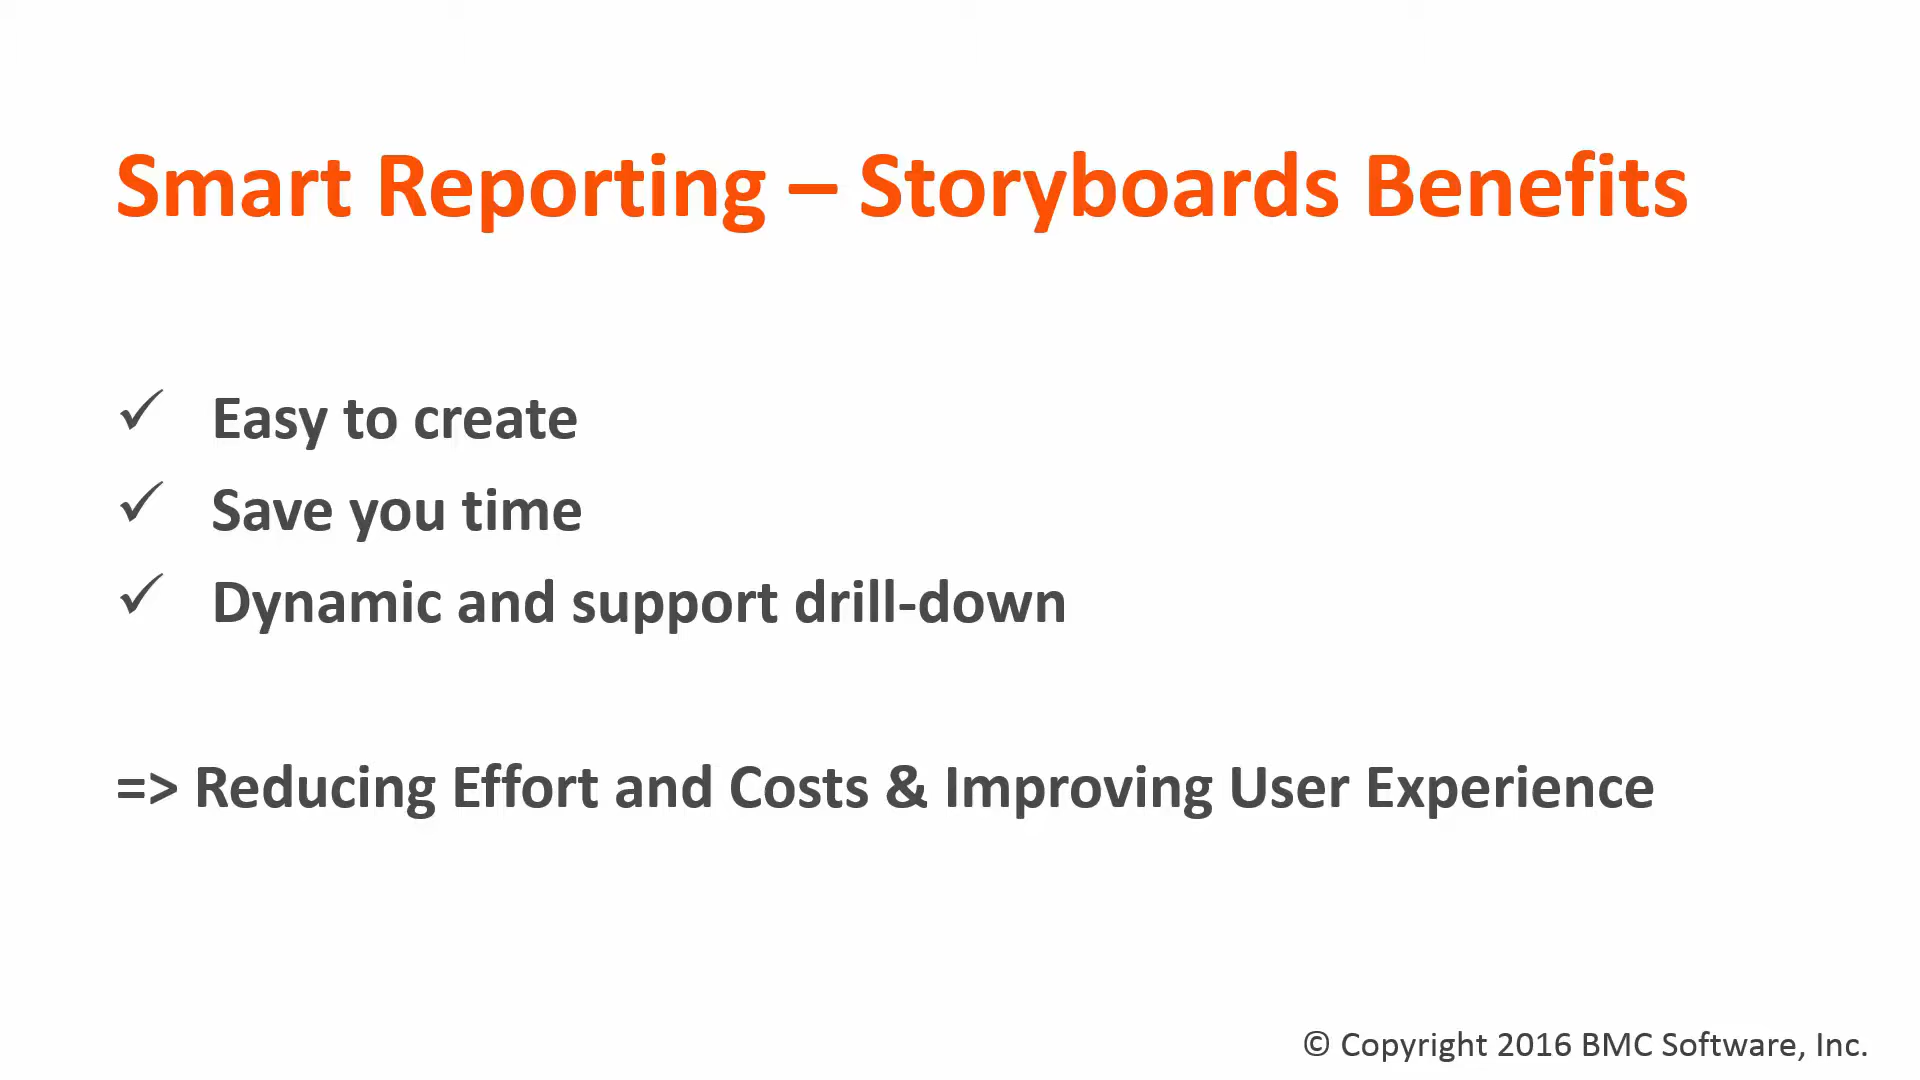 Smart Reporting – Storyboards Benefits
✓ Easy to create
✓ Save you time
✓ Dynamic and support drill-down
=> Reducing Effort and Costs & Improving User Experience
© Copyright 2016 BMC Software, Inc.